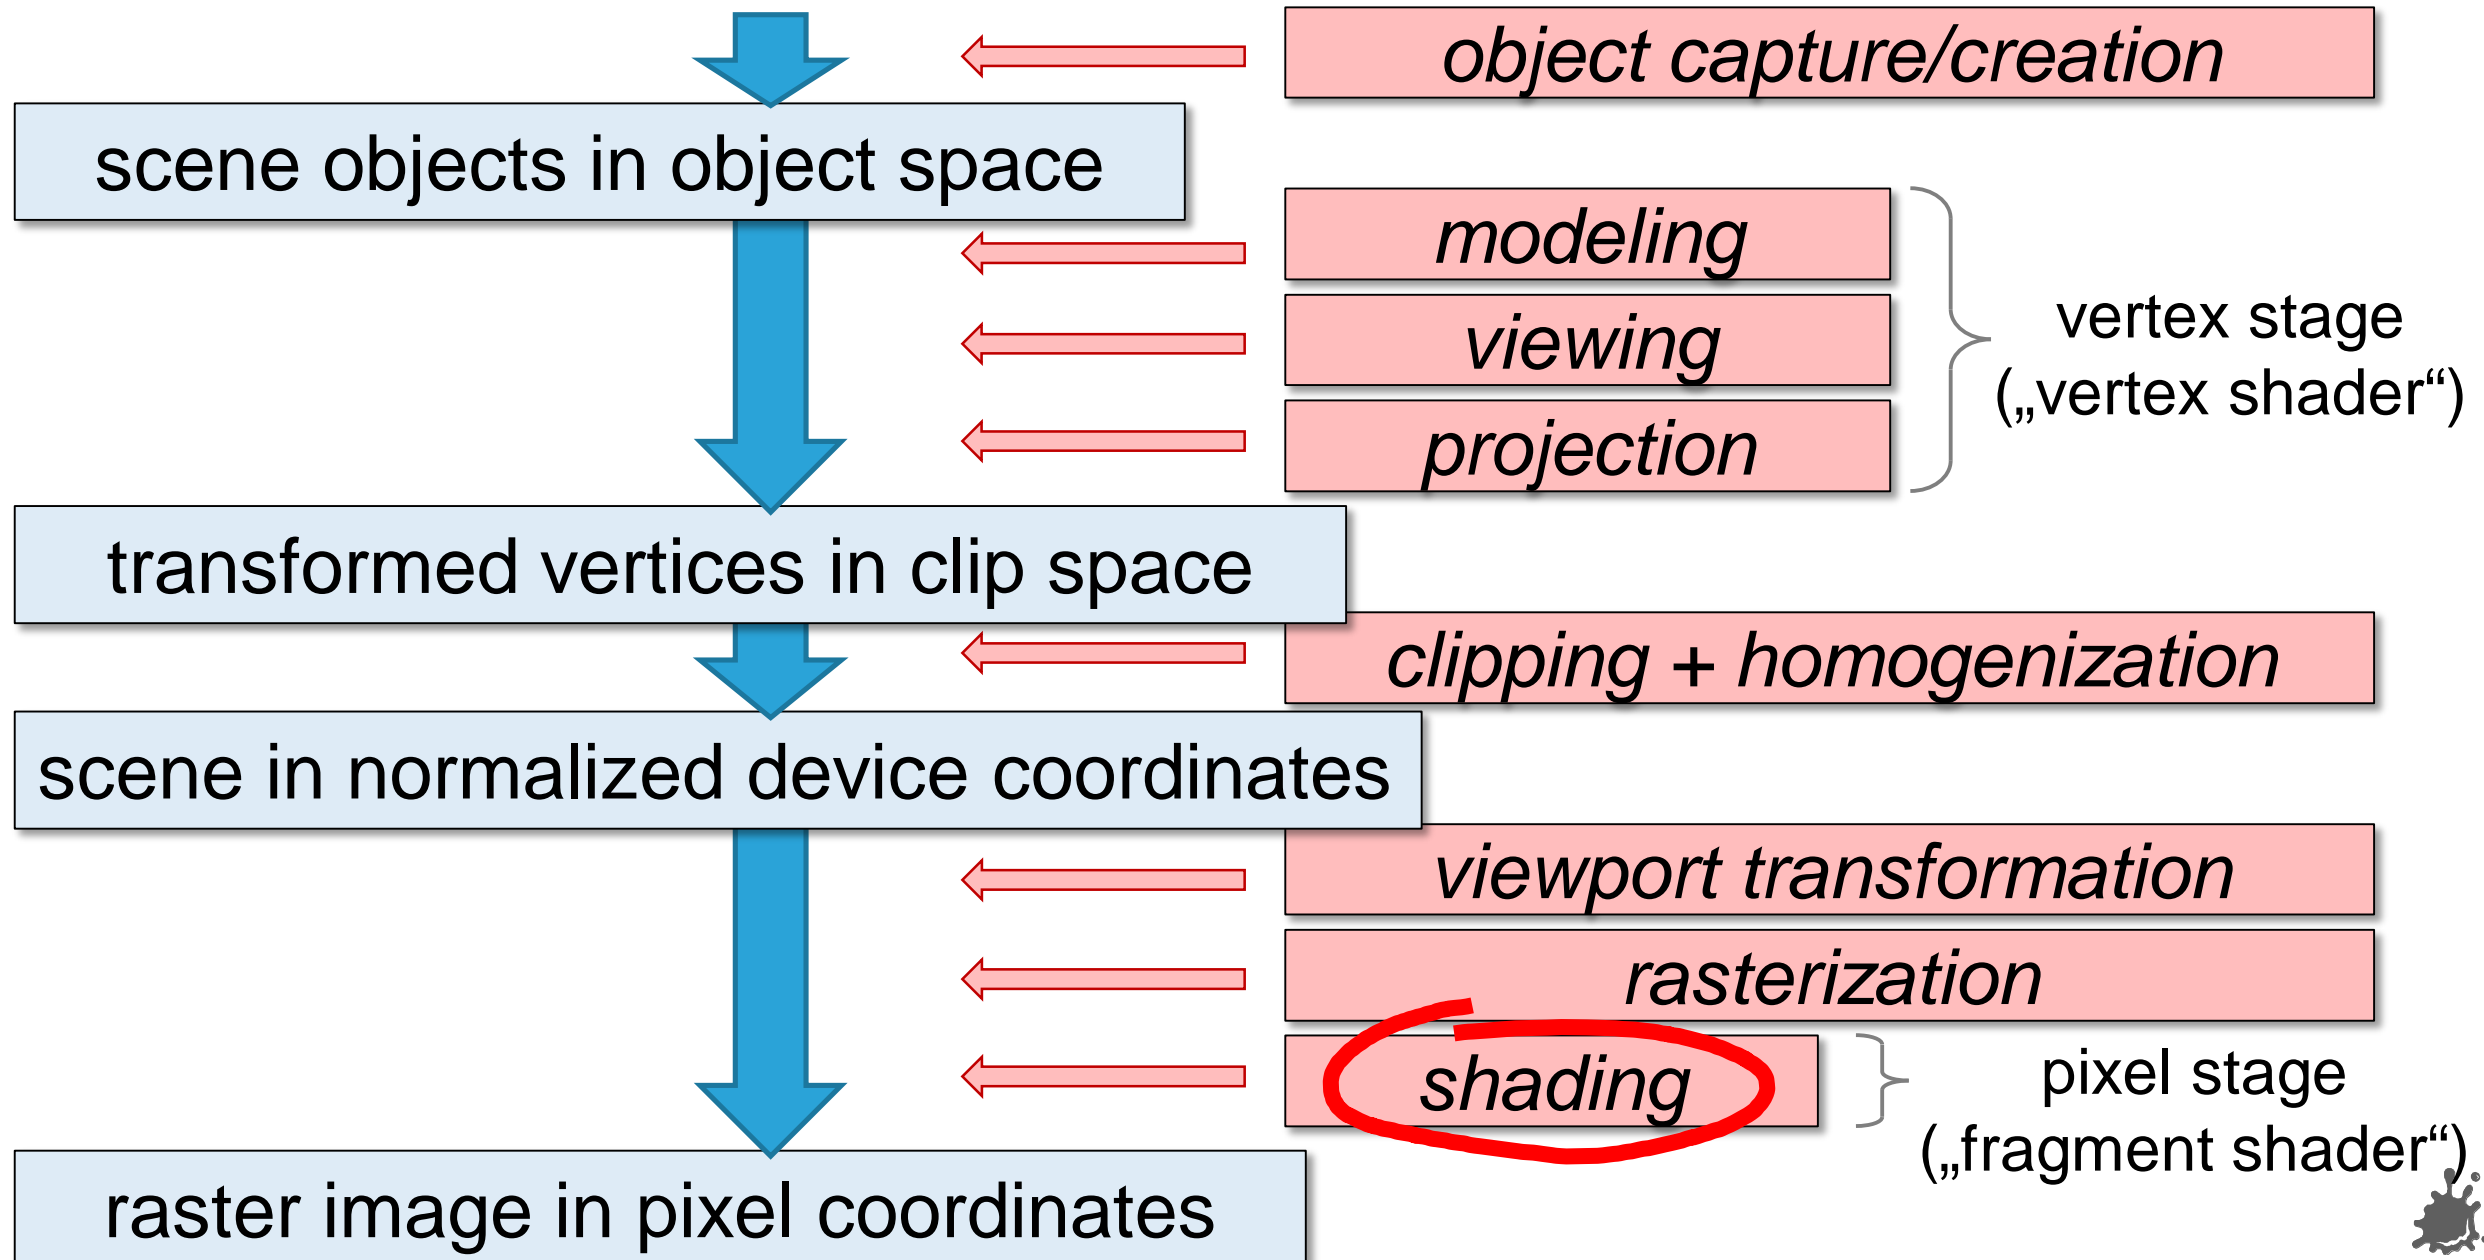 object capture/creation
scene objects in object space
modeling
viewing
projection
vertex stage
(„vertex shader“)
transformed vertices in clip space
clipping + homogenization
scene in normalized device coordinates
viewport transformation
rasterization
shading
pixel stage
(„fragment shader“)
raster image in pixel coordinates